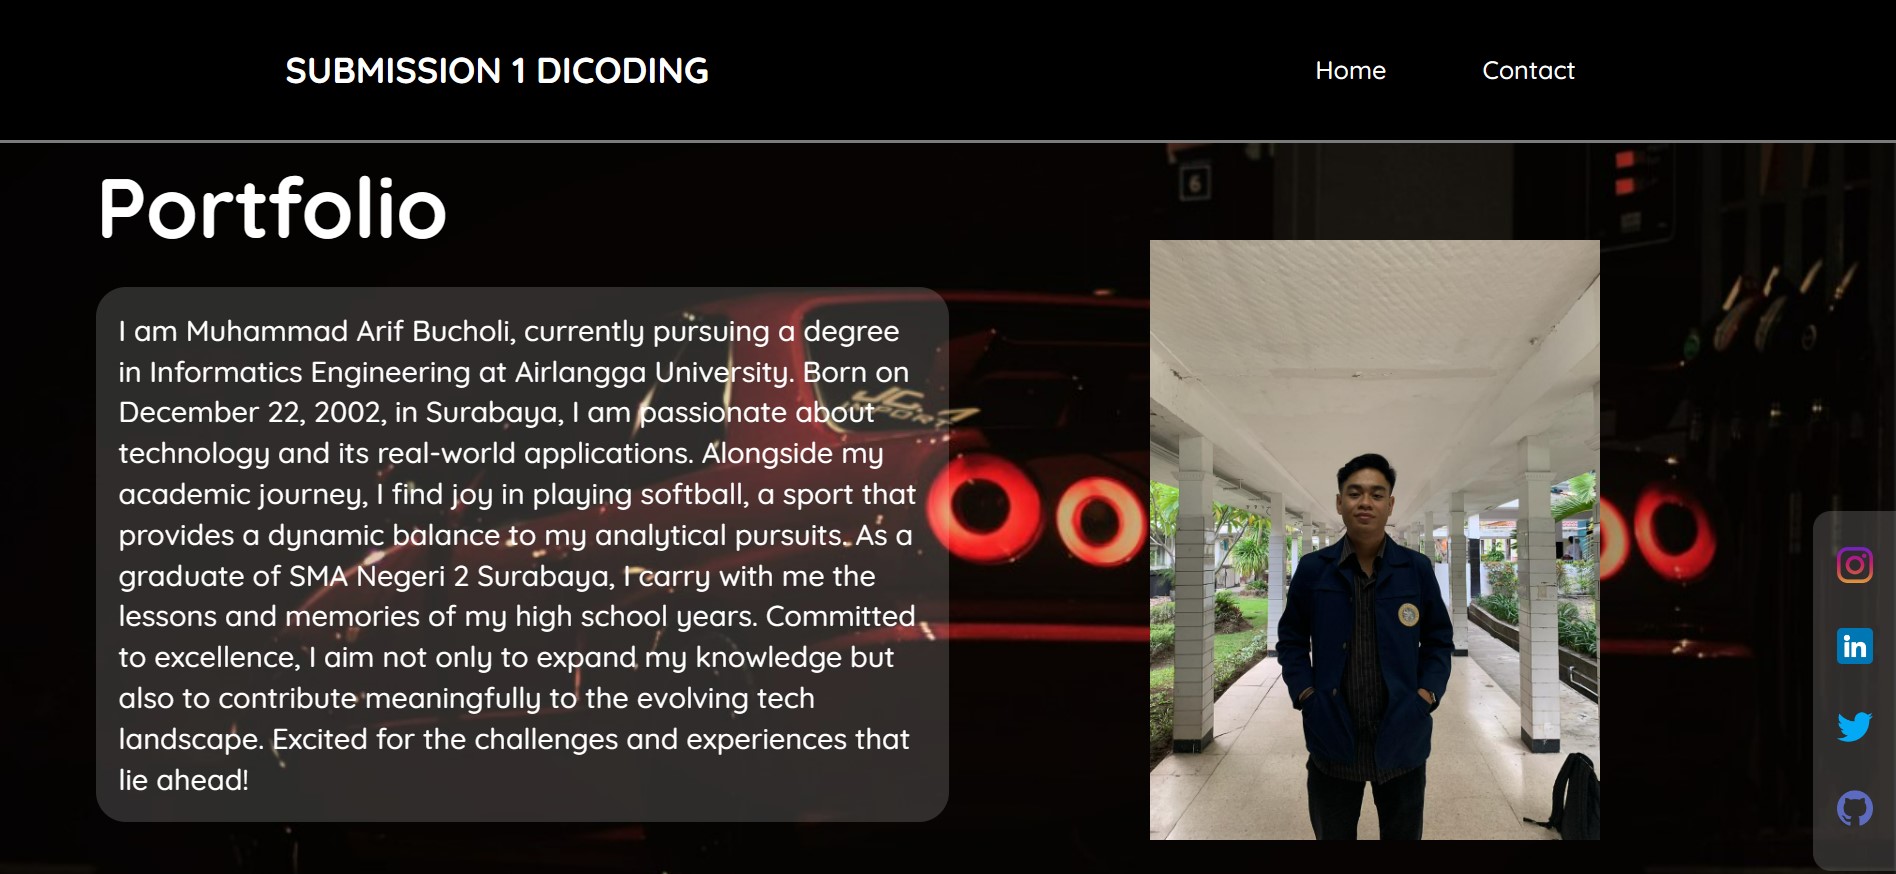 SUBMISSION 1 DICODING
Home
Contact
Portfolio
6
I am Muhammad Arif Bucholi, currently pursuing a degree
in Informatics Engineering at Airlangga University. Born on
December 22, 2002, in Surabaya, I am passionate about
technology and its real-world applications. Alongside my
academic journey, I find joy in playing softball, a sport that
provides a dynamic balance to my analytical pursuits. As a
graduate of SMA Negeri 2 Surabaya, I carry with me the
lessons and memories of my high school years. Committed
to excellence, I aim not only to expand my knowledge but
also to contribute meaningfully to the evolving tech
landscape. Excited for the challenges and experiences that
lie ahead!
in